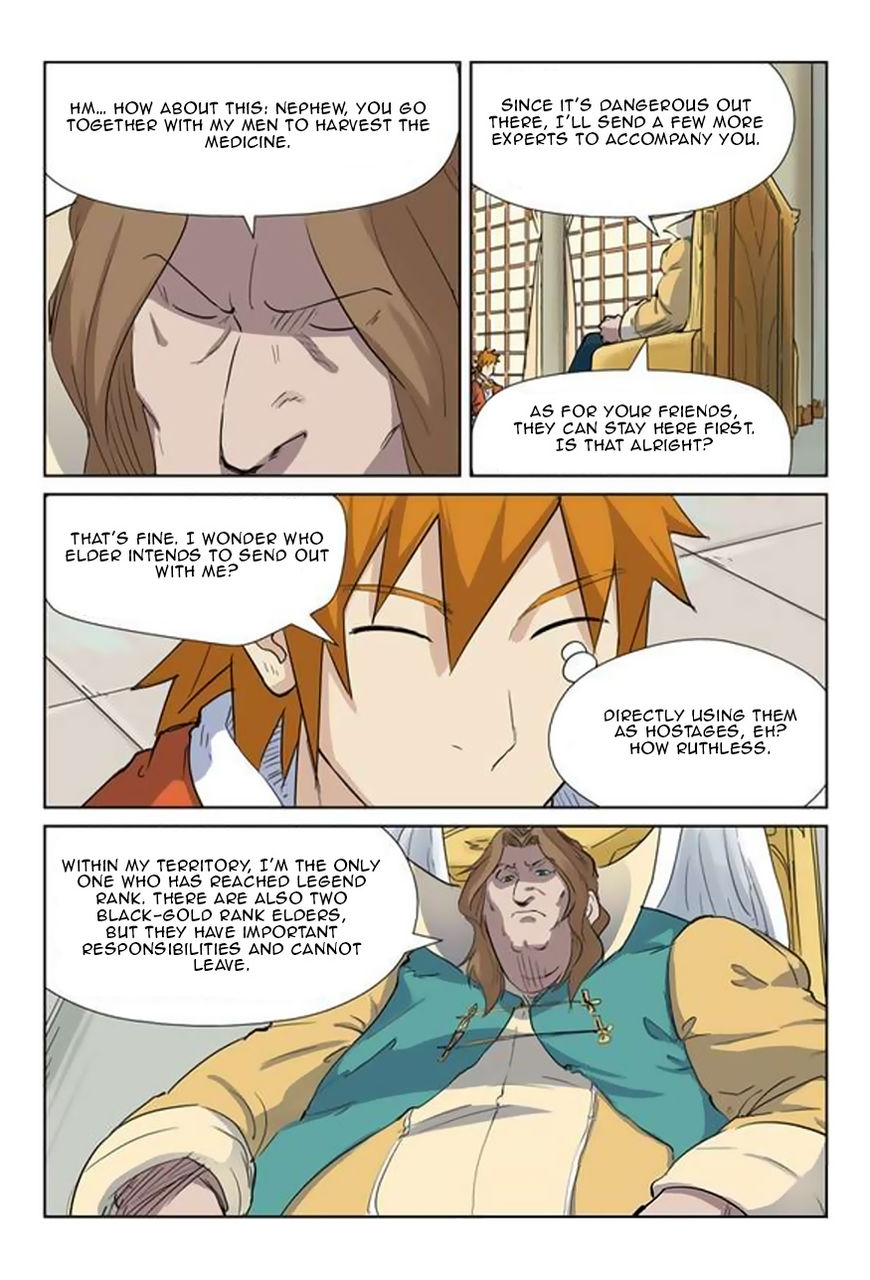 HM... HOW ABOUT THIS: NEPHEW, YOU GO
TOGETHER WITH MY MEN TO HARVEST THE
MEDICINE.
SINCE IT'S DANGEROUS OUT
THERE, I'LL SEND A FEW MORE
EXPERTS TO ACCOMPANY YOU.
AS FOR YOUR FRIENDS,
THEY CAN STAY HERE FIRST.
IS THAT ALRIGHT?
THAT'S FINE. I WONDER WHO
ELDER INTENDS TO SEND OUT
WITH ME?
DIRECTLY USING THEM
AS HOSTAGES, EH?
HOW RUTHLESS.
WITHIN MY TERRITORY, I'M THE ONLY
ONE WHO HAS REACHED LEGEND
RANK. THERE ARE ALSO TWO
BLACK-GOLD RANK ELDERS,
BUT THEY HAVE IMPORTANT
RESPONSIBILITIES AND CANNOT
LEAVE.